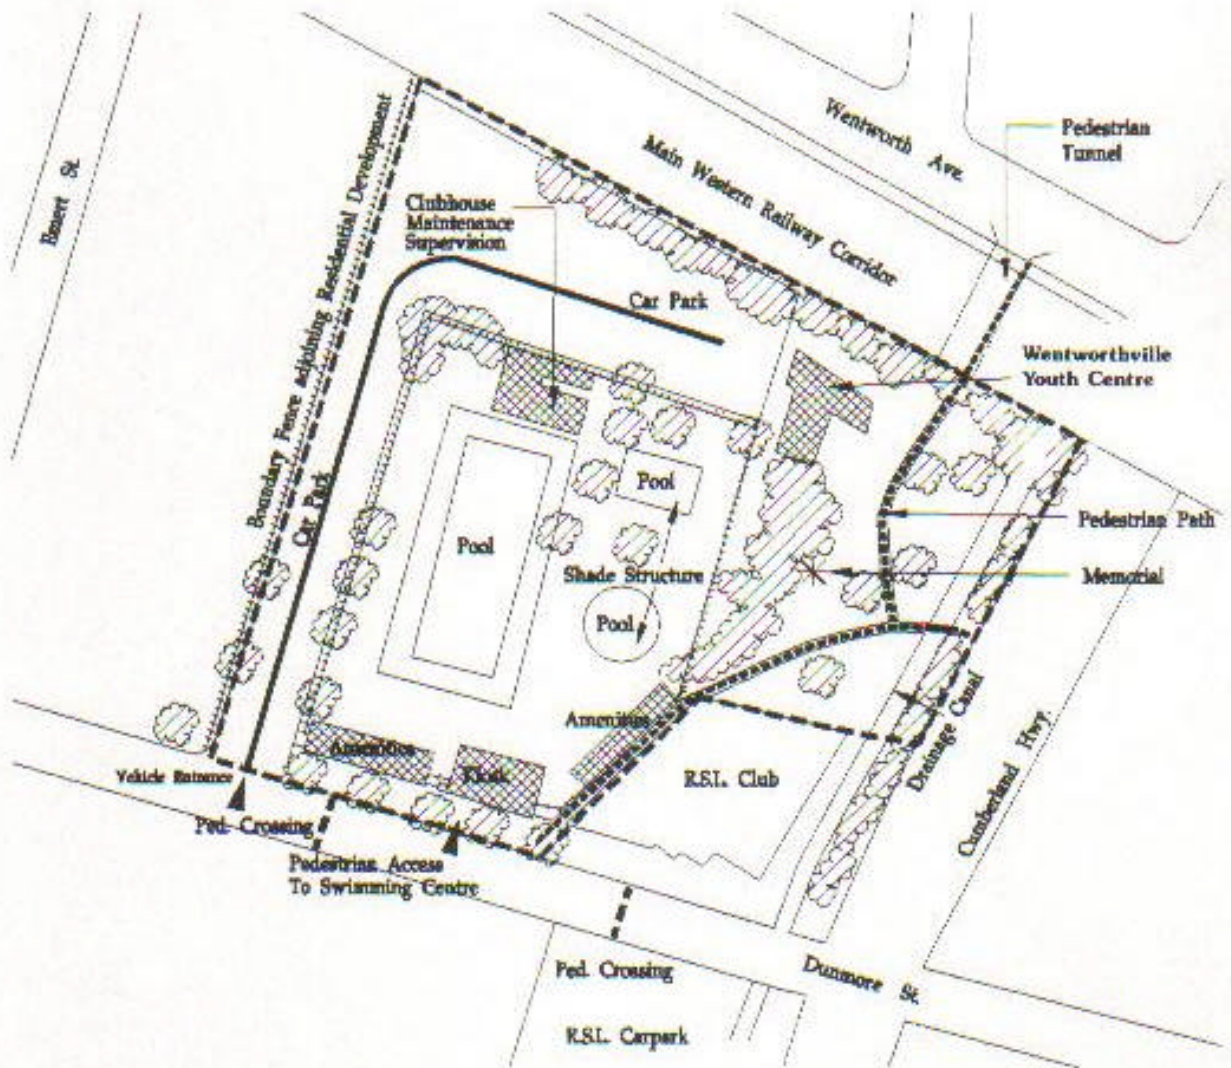 Wentworth Ave.
Pedestrian
Tunnel
Main Western Railway Corridor
Boundary Fence adjoining Residential Development
Clubhouse
Maintenance
Supervision
Car Park
Wentworthville
Youth Centre
Pool
Car Park
Pool
Pedestrian Path
Shade Structure
Memorial
Pool
Amenities
Drainage Canal
Cumberland Hwy.
Amenities
Kiosk
R.S.L. Club
Vehicle Entrance
Ped. Crossing
Pedestrian Access
To Swimming Centre
Ped. Crossing
Dunmore St.
R.S.L. Carpark